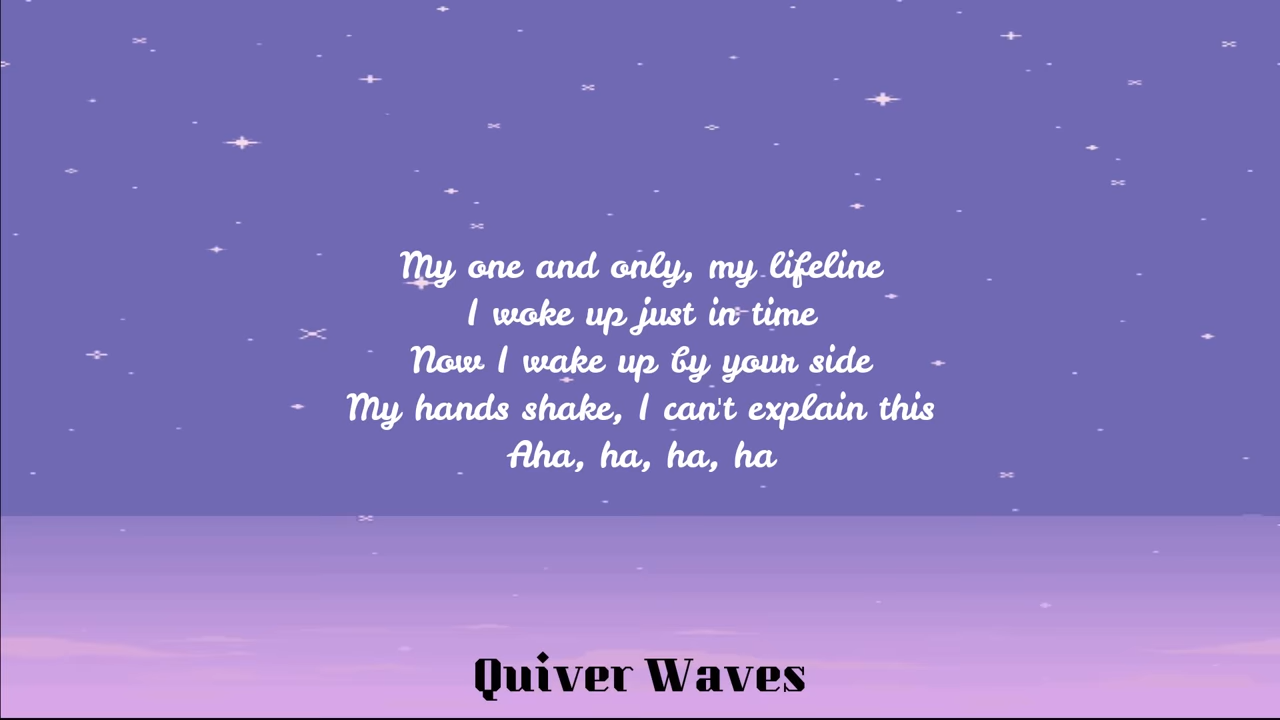 My one and only, my lifeline
I woke up just in time
Now I wake up by your side
My hands shake, I can't explain this
Aha, ha, ha, ha
Quiver Waves